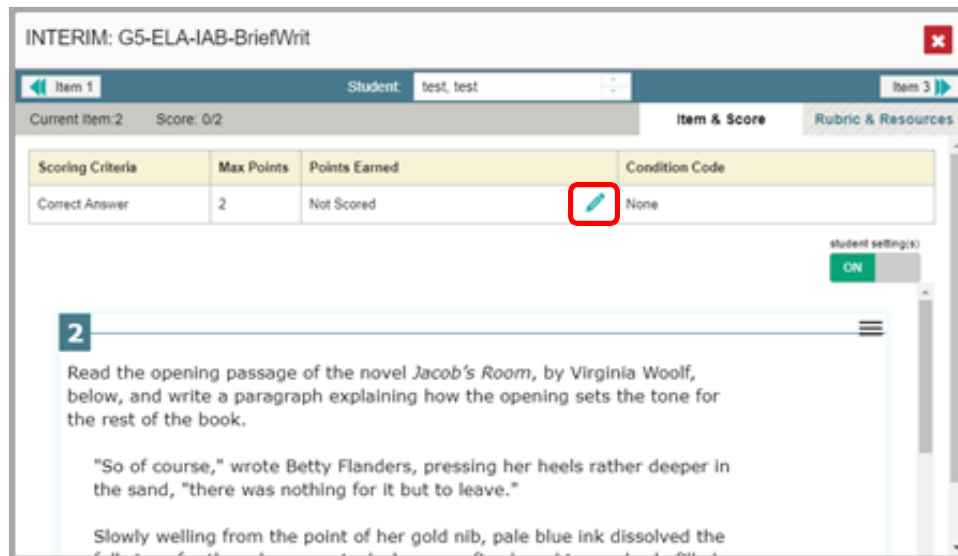 INTERIM: G5-ELA-IAB-BriefWrit
Item 1 Student: test, test Item 3
Current Item:2 Score: 0/2 Item & Score Rubric & Resources
Scoring Criteria Max Points Points Earned Condition Code
Correct Answer 2 Not Scored None
student setting(s)
ON
2
Read the opening passage of the novel Jacob's Room, by Virginia Woolf,
below, and write a paragraph explaining how the opening sets the tone for
the rest of the book.
"So of course," wrote Betty Flanders, pressing her heels rather deeper in
the sand, "there was nothing for it but to leave."
Slowly welling from the point of her gold nib, pale blue ink dissolved the